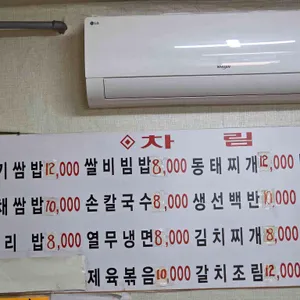 LG
차 림
기쌈밥 12,000 쌀비빔밥 8,000 동태찌개 12,000
채쌈밥 10,000 손칼국수 8,000 생선백반
리 밥 8,000 열무냉면 8,000 김치찌개 8,000
제육볶음 10,000 갈치조림 12,000